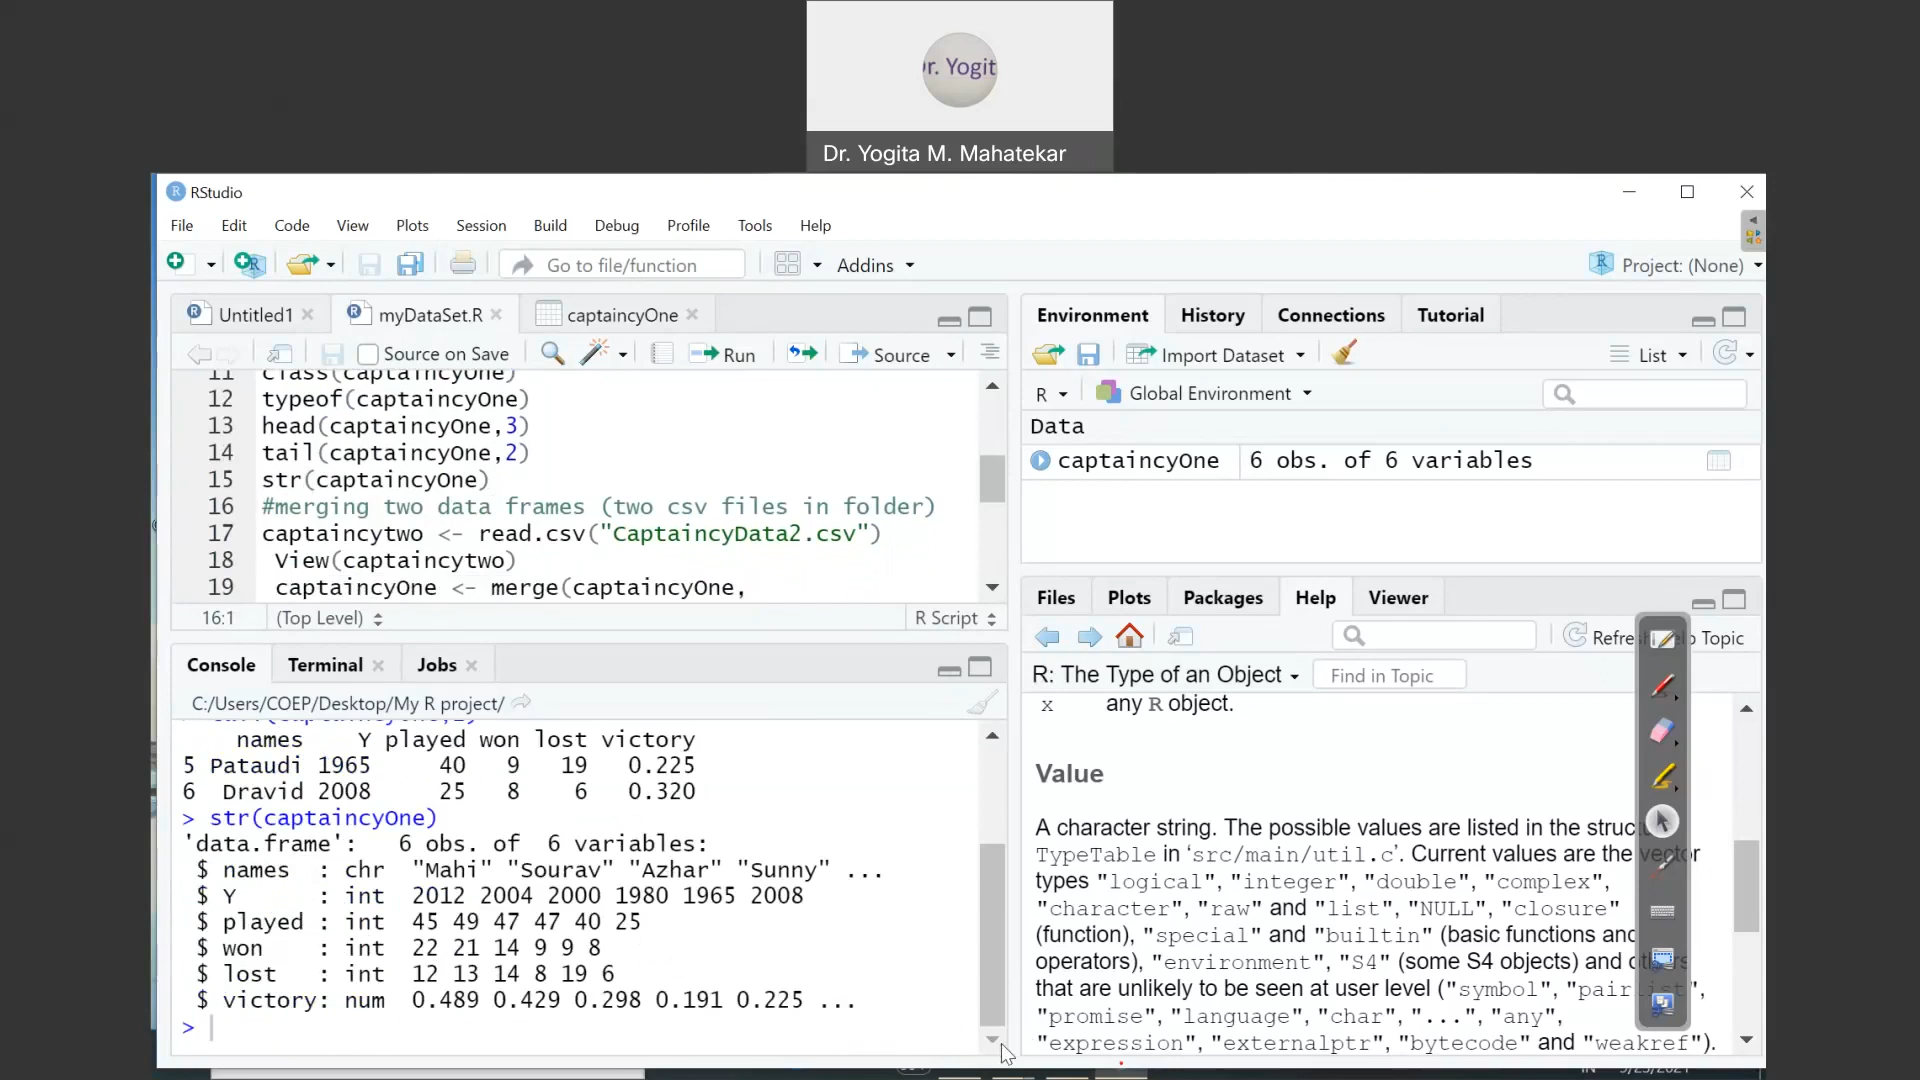 r. Yogit
Dr. Yogita M. Mahatekar
RStudio
File Edit Code View Plots Session Build Debug Profile Tools Help
Go to file/function Addins Project: (None)
Untitled1 myDataSet.R captaincyOne
Source on Save Run Source
11 class(captaincyOne)
12 typeof(captaincyOne)
13 head(captaincyOne,3)
14 tail(captaincyOne,2)
15 str(captaincyOne)
16 #merging two data frames (two csv files in folder)
17 captaincytwo <- read.csv("CaptaincyData2.csv")
18 View(captaincytwo)
19 captaincyOne <- merge(captaincyOne,
16:1 (Top Level) R Script
Console Terminal Jobs
C:/Users/COEP/Desktop/My R project/
names Y played won lost victory
5 Pataudi 1965 40 9 19 0.225
6 Dravid 2008 25 8 6 0.320
> str(captaincyOne)
'data.frame': 6 obs. of 6 variables:
$ names : chr "Mahi" "Sourav" "Azhar" "Sunny" ...
$ Y : int 2012 2004 2000 1980 1965 2008
$ played : int 45 49 47 47 40 25
$ won : int 22 21 14 9 9 8
$ lost : int 12 13 14 8 19 6
$ victory: num 0.489 0.429 0.298 0.191 0.225 ...
>
Environment History Connections Tutorial
Import Dataset List
R Global Environment
Data
captaincyOne 6 obs. of 6 variables
Files Plots Packages Help Viewer
Topic
R: The Type of an Object Find in Topic
x any R object.
Value
A character string. The possible values are listed in the struc
TypeTable in ‘src/main/util.c’. Current values are the vector
types "logical", "integer", "double", "complex",
"character", "raw" and "list", "NULL", "closure"
(function), "special" and "builtin" (basic functions and
operators), "environment", "S4" (some S4 objects) and others
that are unlikely to be seen at user level ("symbol", "pairlist",
"promise", "language", "char", "...", "any",
"expression", "externalptr", "bytecode" and "weakref").